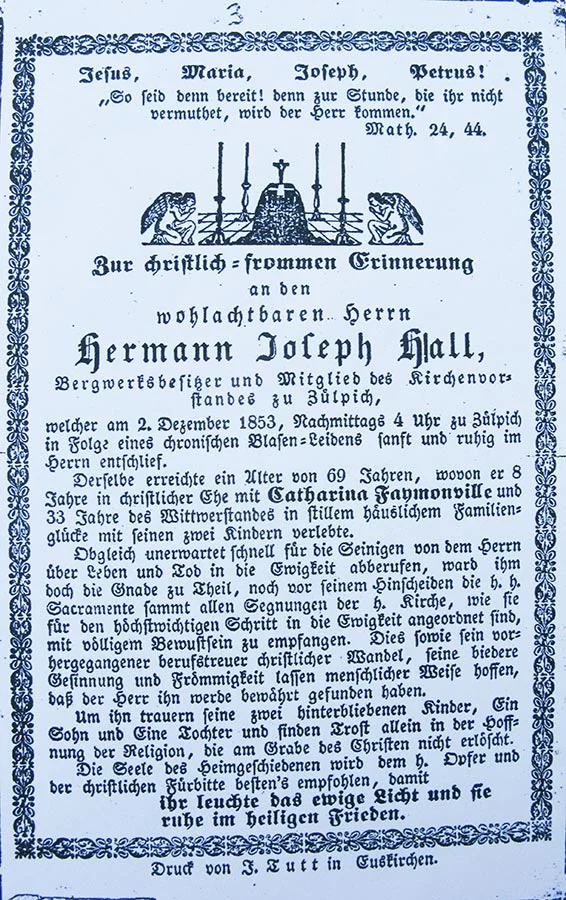 3
Jesus, Maria, Joseph, Petrus!
„So seid denn bereit! denn zur Stunde, die ihr nicht
vermuthet, wird der Herr kommen.“
Math. 24, 44.
Zur christlich=frommen Erinnerung
an den
wohlachtbaren Herrn
Hermann Joseph Hall,
Bergwerksbesitzer und Mitglied des Kirchenvor-
standes zu Zülpich,
welcher am 2. Dezember 1853, Nachmittags 4 Uhr zu Zülpich
in Folge eines chronischen Blasen-Leidens sanft und ruhig im
Herrn entschlief.
Derselbe erreichte ein Alter von 69 Jahren, wovon er 8
Jahre in christlicher Ehe mit Catharina Faymonville und
33 Jahre des Wittwerstandes in stillem häuslichem Familien-
glücke mit seinen zwei Kindern verlebte.
Obgleich unerwartet schnell für die Seinigen von dem Herrn
über Leben und Tod in die Ewigkeit abberufen, ward ihm
doch die Gnade zu Theil, noch vor seinem Hinscheiden die h. h.
Sacramente sammt allen Segnungen der h. Kirche, wie sie
für den höchstwichtigen Schritt in die Ewigkeit angeordnet sind,
mit völligem Bewustsein zu empfangen. Dies sowie sein vor-
hergegangener berufstreuer christlicher Wandel, seine biedere
Gesinnung und Frömmigkeit lassen menschlicher Weise hoffen,
daß der Herr ihn werde bewährt gefunden haben.
Um ihn trauern seine zwei hinterbliebenen Kinder, Ein
Sohn und Eine Tochter und finden Trost allein in der Hoff-
nung der Religion, die am Grabe des Christen nicht erlöscht.
Die Seele des Heimgeschiedenen wird dem h. Opfer und
der christlichen Fürbitte besten's empfohlen, damit
ihr leuchte das ewige Licht und sie
ruhe im heiligen Frieden.
Druck von J. Tutt in Euskirchen.